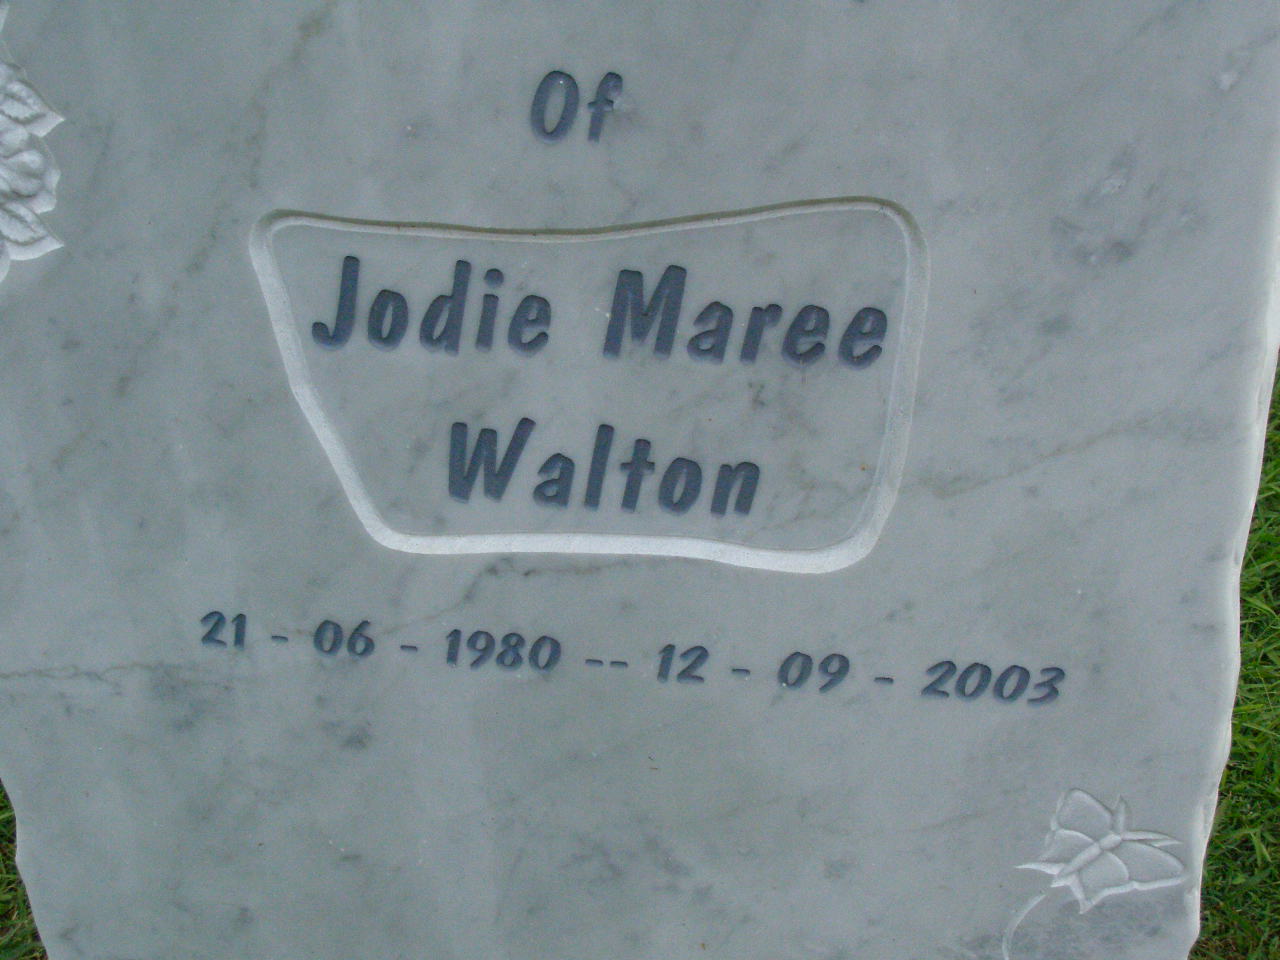 Of
Jodie Maree
Walton
21 - 06 - 1980 -- 12 - 09 - 2003